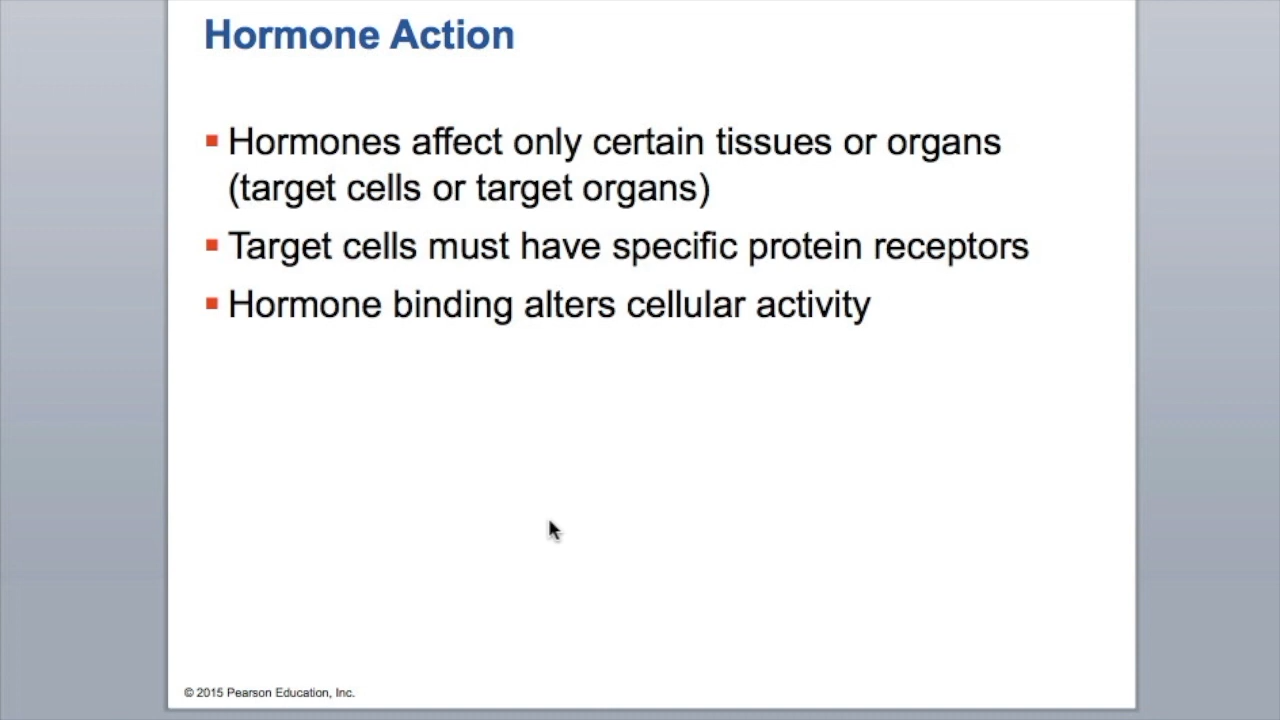 Hormone Action
▪ Hormones affect only certain tissues or organs
(target cells or target organs)
▪ Target cells must have specific protein receptors
▪ Hormone binding alters cellular activity
© 2015 Pearson Education, Inc.